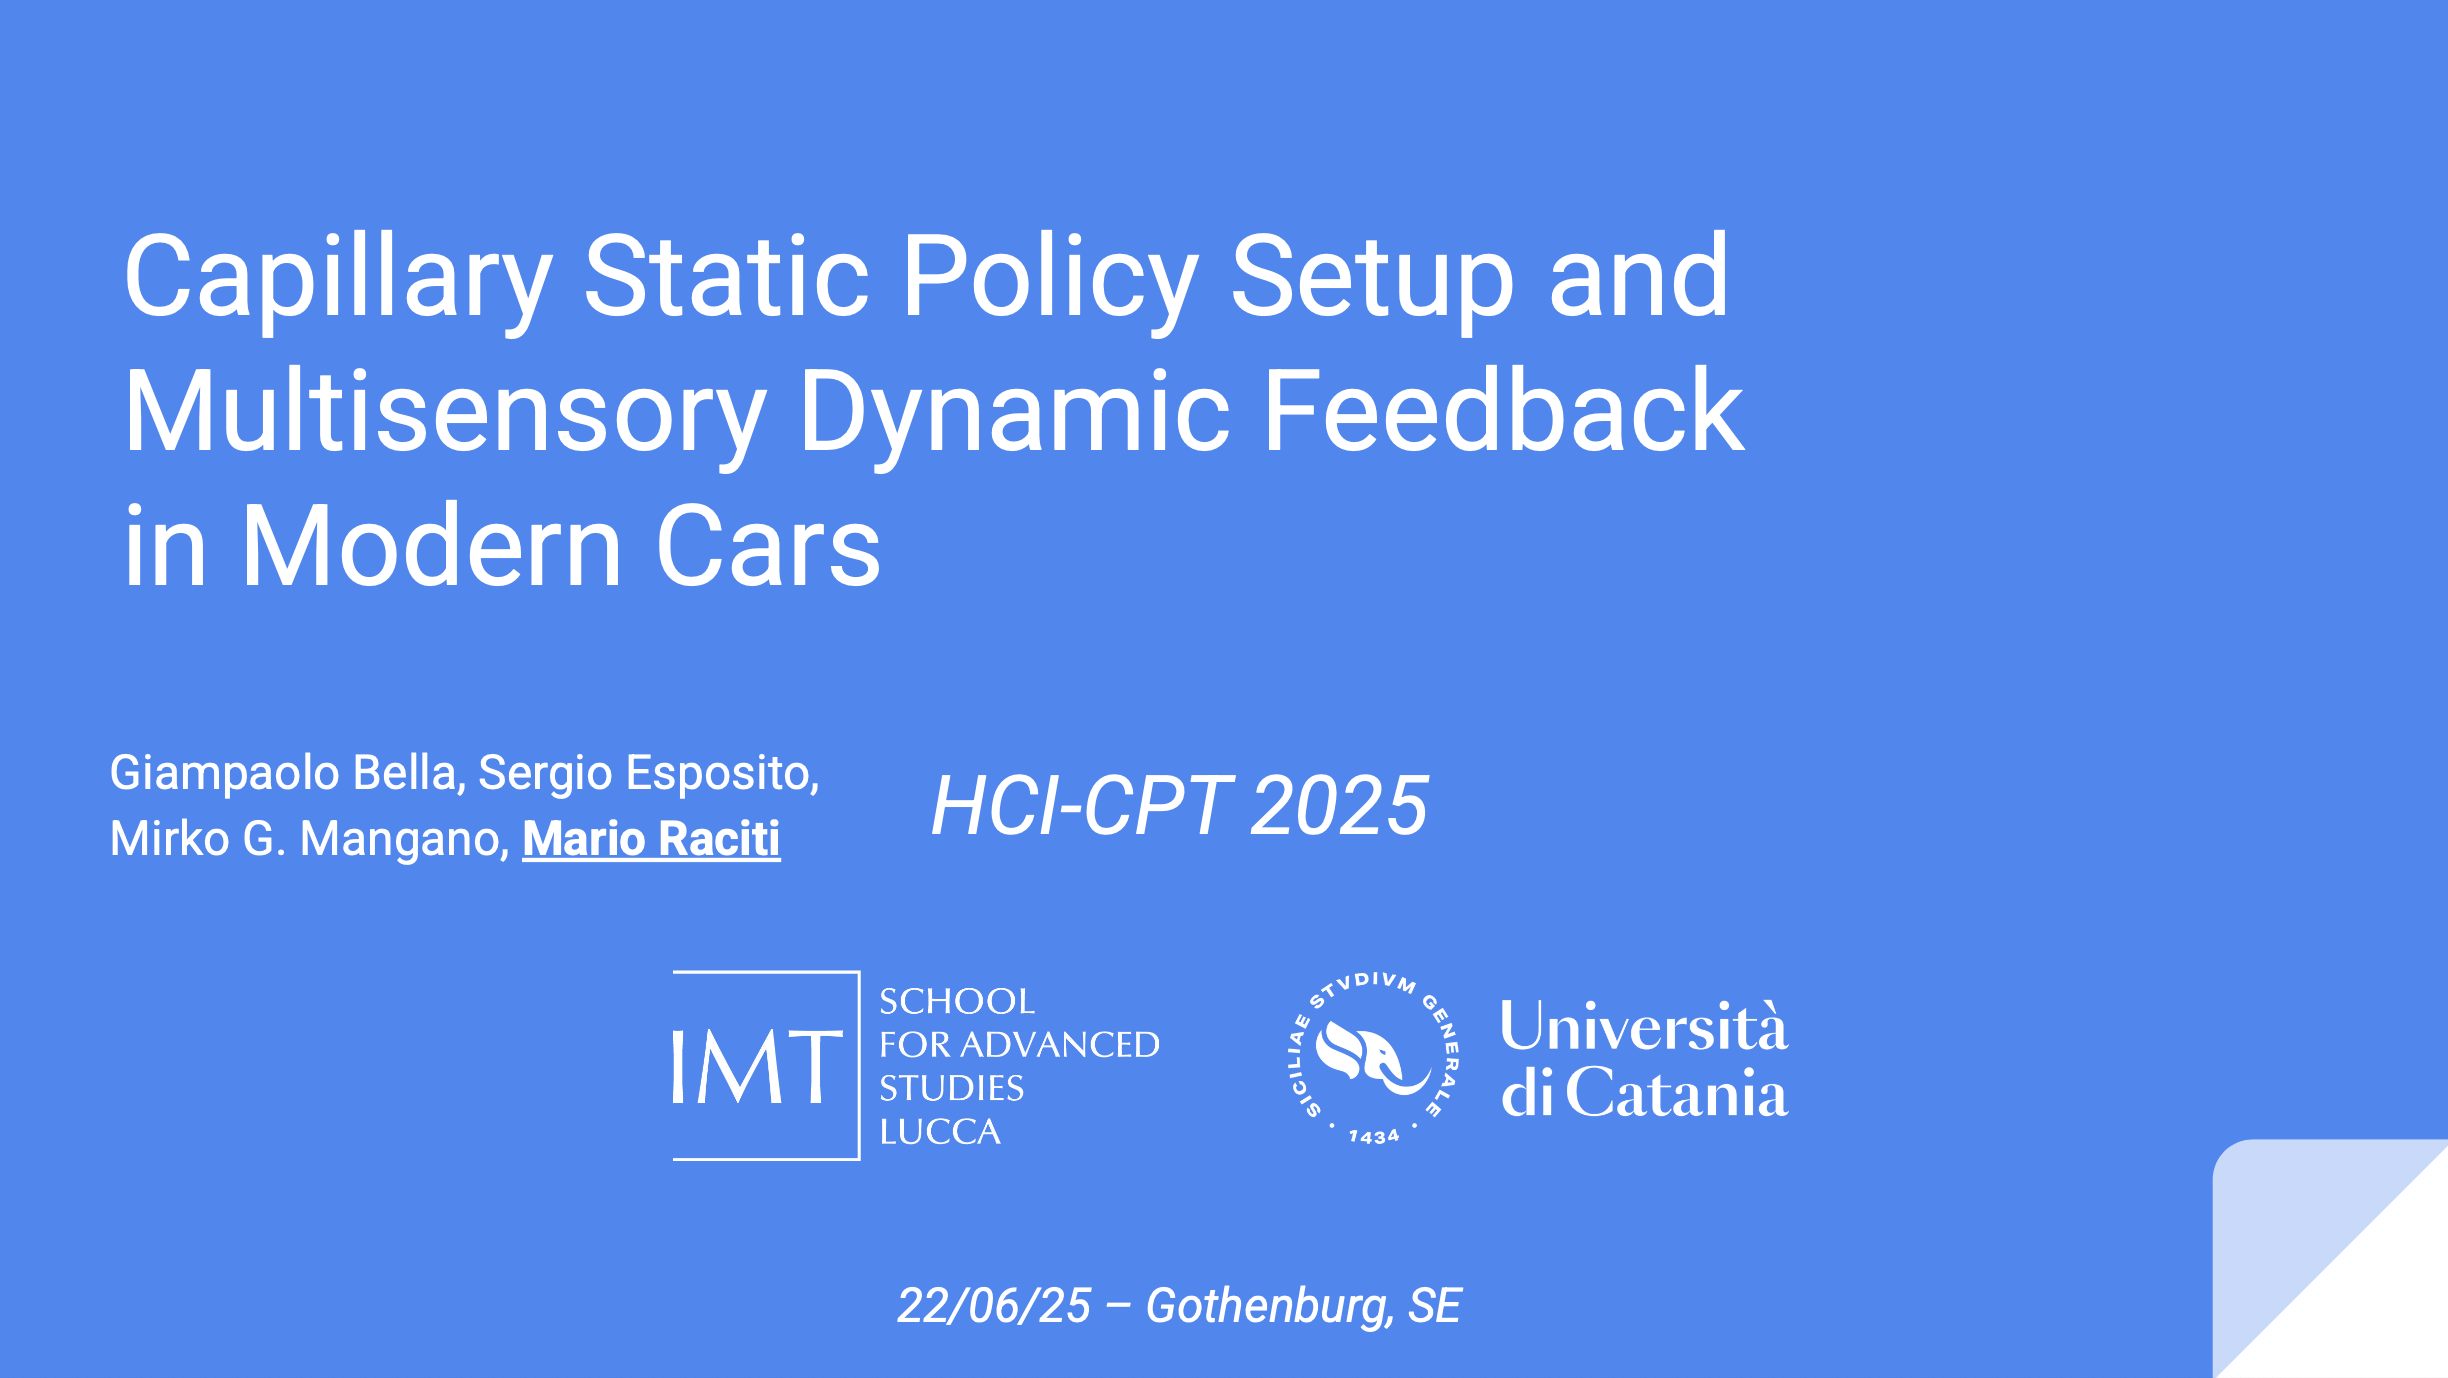 Capillary Static Policy Setup and
Multisensory Dynamic Feedback
in Modern Cars
Giampaolo Bella, Sergio Esposito,
Mirko G. Mangano, Mario Raciti
HCI-CPT 2025
IMT
SCHOOL
FOR ADVANCED
STUDIES
LUCCA
SICILIAE STVDIVM GENERALE
· 1434 ·
Università
di Catania
22/06/25 – Gothenburg, SE